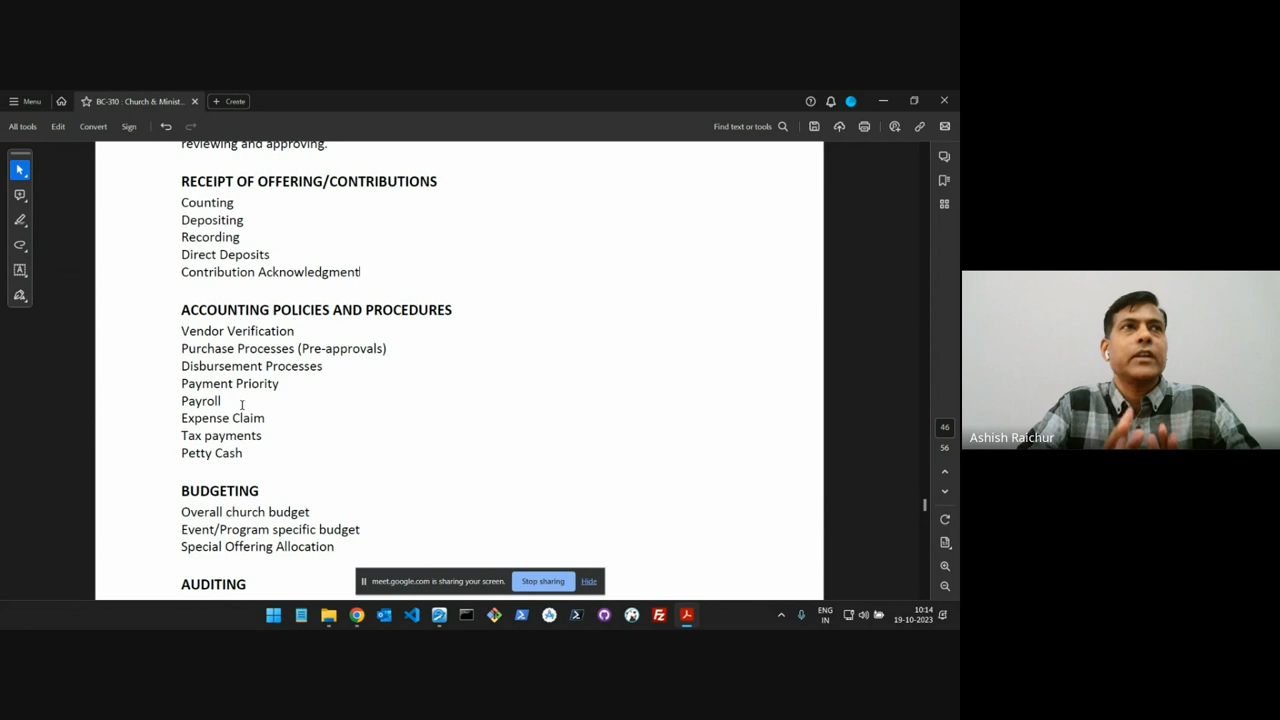 Menu
BC-310 : Church & Minist...
Create
All tools
Edit
Convert
Sign
Find text or tools
reviewing and approving.
RECEIPT OF OFFERING/CONTRIBUTIONS
Counting
Depositing
Recording
Direct Deposits
Contribution Acknowledgment
ACCOUNTING POLICIES AND PROCEDURES
Vendor Verification
Purchase Processes (Pre-approvals)
Disbursement Processes
Payment Priority
Payroll
Expense Claim
Tax payments
Petty Cash
BUDGETING
Overall church budget
Event/Program specific budget
Special Offering Allocation
AUDITING
46
56
meet.google.com is sharing your screen.
Stop sharing
Hide
ENG
IN
10:14
19-10-2023
Ashish Raichur